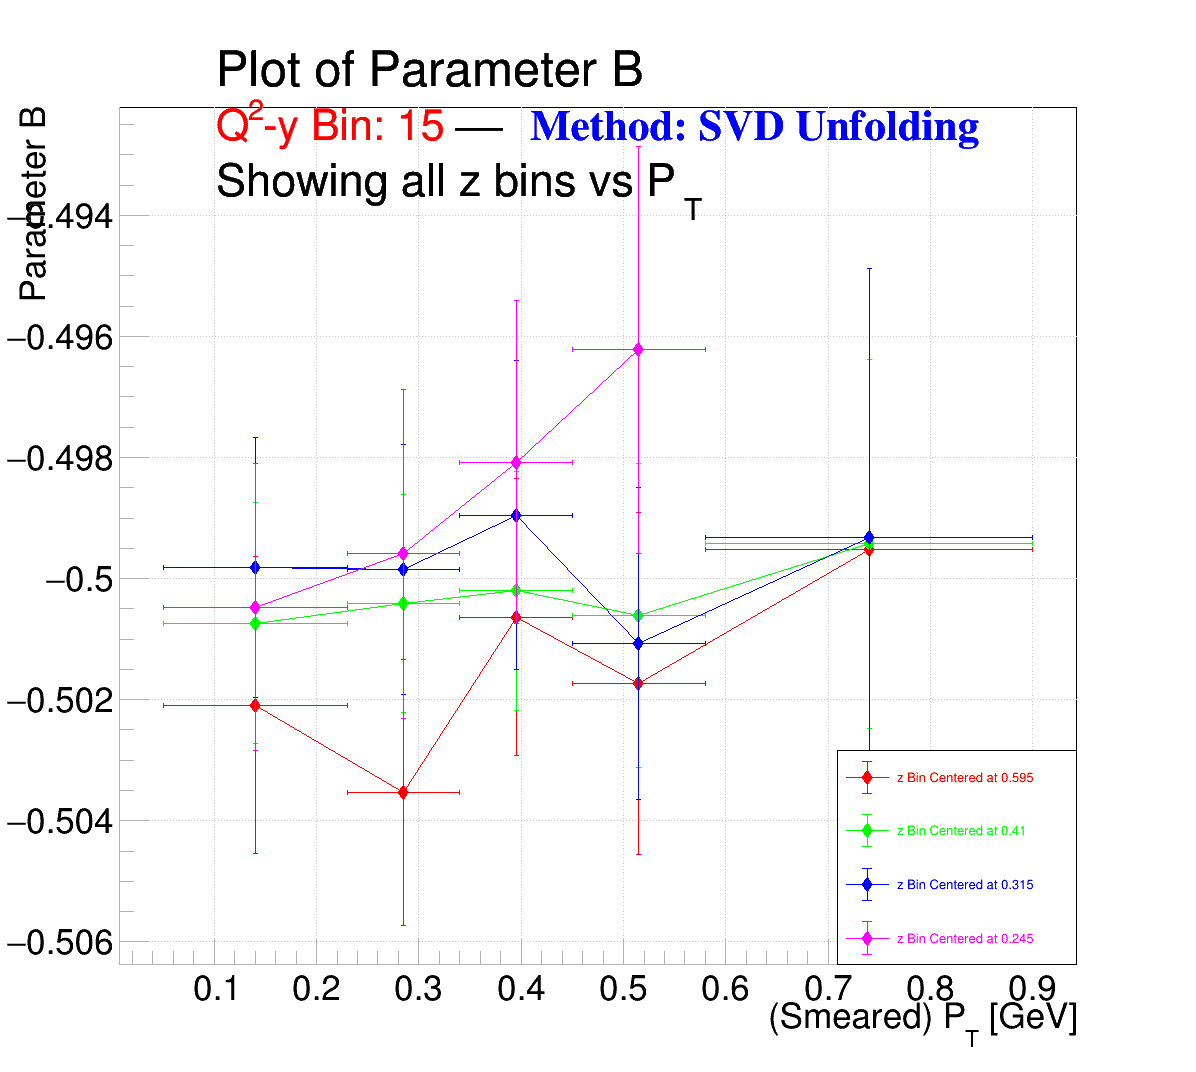 Plot of Parameter B
Q²-y Bin: 15 — Method: SVD Unfolding
Showing all z bins vs P_T
Parameter B
−0.494
−0.496
−0.498
−0.5
−0.502
−0.504
−0.506
z Bin Centered at 0.595
z Bin Centered at 0.41
z Bin Centered at 0.315
z Bin Centered at 0.245
0.1 0.2 0.3 0.4 0.5 0.6 0.7 0.8 0.9
(Smeared) P_T [GeV]